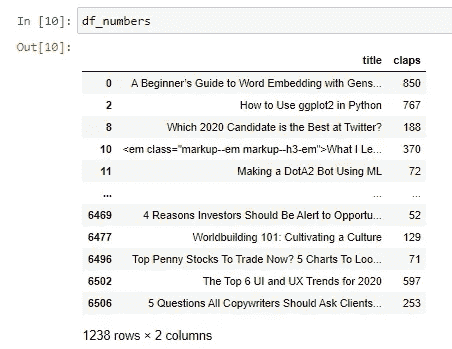 In [10]: df_numbers
Out[10]:
title claps
0 A Beginner's Guide to Word Embedding with Gens... 850
2 How to Use ggplot2 in Python 767
8 Which 2020 Candidate is the Best at Twitter? 188
10 <em class="markup--em markup--h3-em">What I Le... 370
11 Making a DotA2 Bot Using ML 72
... ... ...
6469 4 Reasons Investors Should Be Alert to Opportu... 52
6477 Worldbuilding 101: Cultivating a Culture 129
6496 Top Penny Stocks To Trade Now? 5 Charts To Loo... 71
6502 The Top 6 UI and UX Trends for 2020 597
6506 5 Questions All Copywriters Should Ask Clients... 253
1238 rows × 2 columns